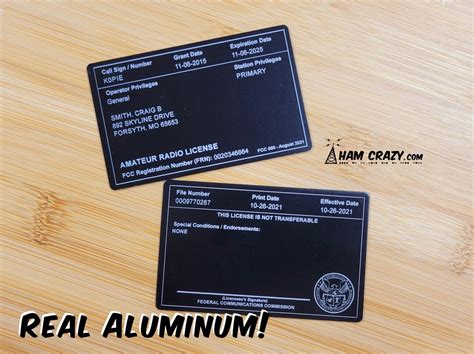 Call Sign / Number Grant Date Expiration Date
K0PIE 11-06-2015 11-06-2025
Operator Privileges Station Privileges
General PRIMARY
SMITH, CRAIG B
892 SKYLINE DRIVE
FORSYTH, MO 65653
AMATEUR RADIO LICENSE
FCC Registration Number (FRN): 0020346664 FCC 660 - August 2021
HAM CRAZY.COM
File Number Print Date Effective Date
0009770267 10-26-2021 10-26-2021
THIS LICENSE IS NOT TRANSFERABLE
Special Conditions / Endorsements:
NONE
(Licensee's Signature)
FEDERAL COMMUNICATIONS COMMISSION
REAL ALUMINUM!